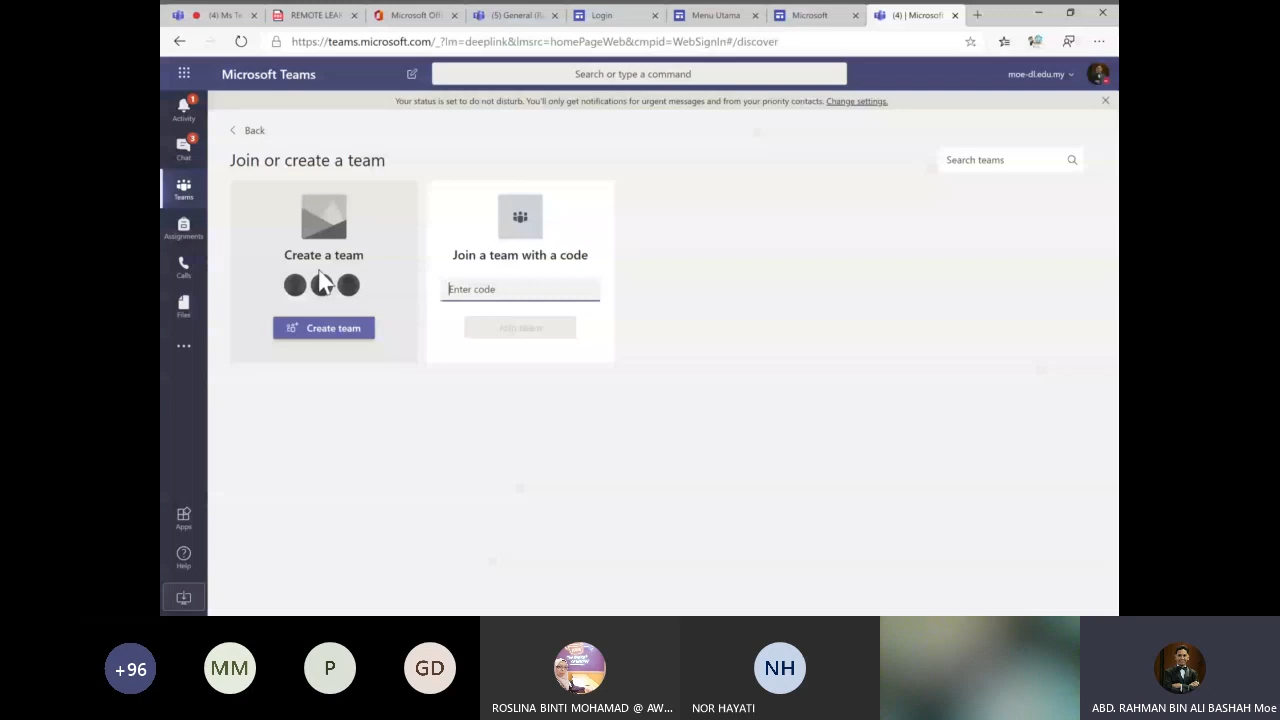 (4) Ms Te
REMOTE LEAR
Microsoft Offi
(5) General (R
Login
Menu Utama
Microsoft
(4) | Microsoft
https://teams.microsoft.com/_?lm=deeplink&lmsrc=homePageWeb&cmpid=WebSignIn#/discover
Microsoft Teams
Search or type a command
moe-dl.edu.my
Your status is set to do not disturb. You'll only get notifications for urgent messages and from your priority contacts. Change settings.
1
Activity
3
Chat
Teams
Assignments
Calls
Files
Apps
Help
Back
Join or create a team
Search teams
Create a team
Create team
Join a team with a code
Enter code
Join team
+96
MM
P
GD
NH
ROSLINA BINTI MOHAMAD @ AW...
NOR HAYATI
ABD. RAHMAN BIN ALI BASHAH Moe